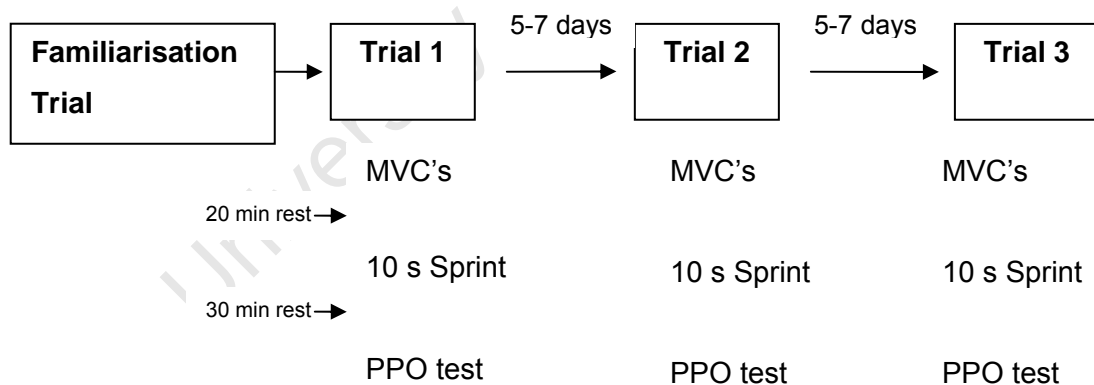 5-7 days
5-7 days
Familiarisation
Trial
Trial 1
Trial 2
Trial 3
MVC's
MVC's
MVC's
20 min rest
10 s Sprint
10 s Sprint
10 s Sprint
30 min rest
PPO test
PPO test
PPO test